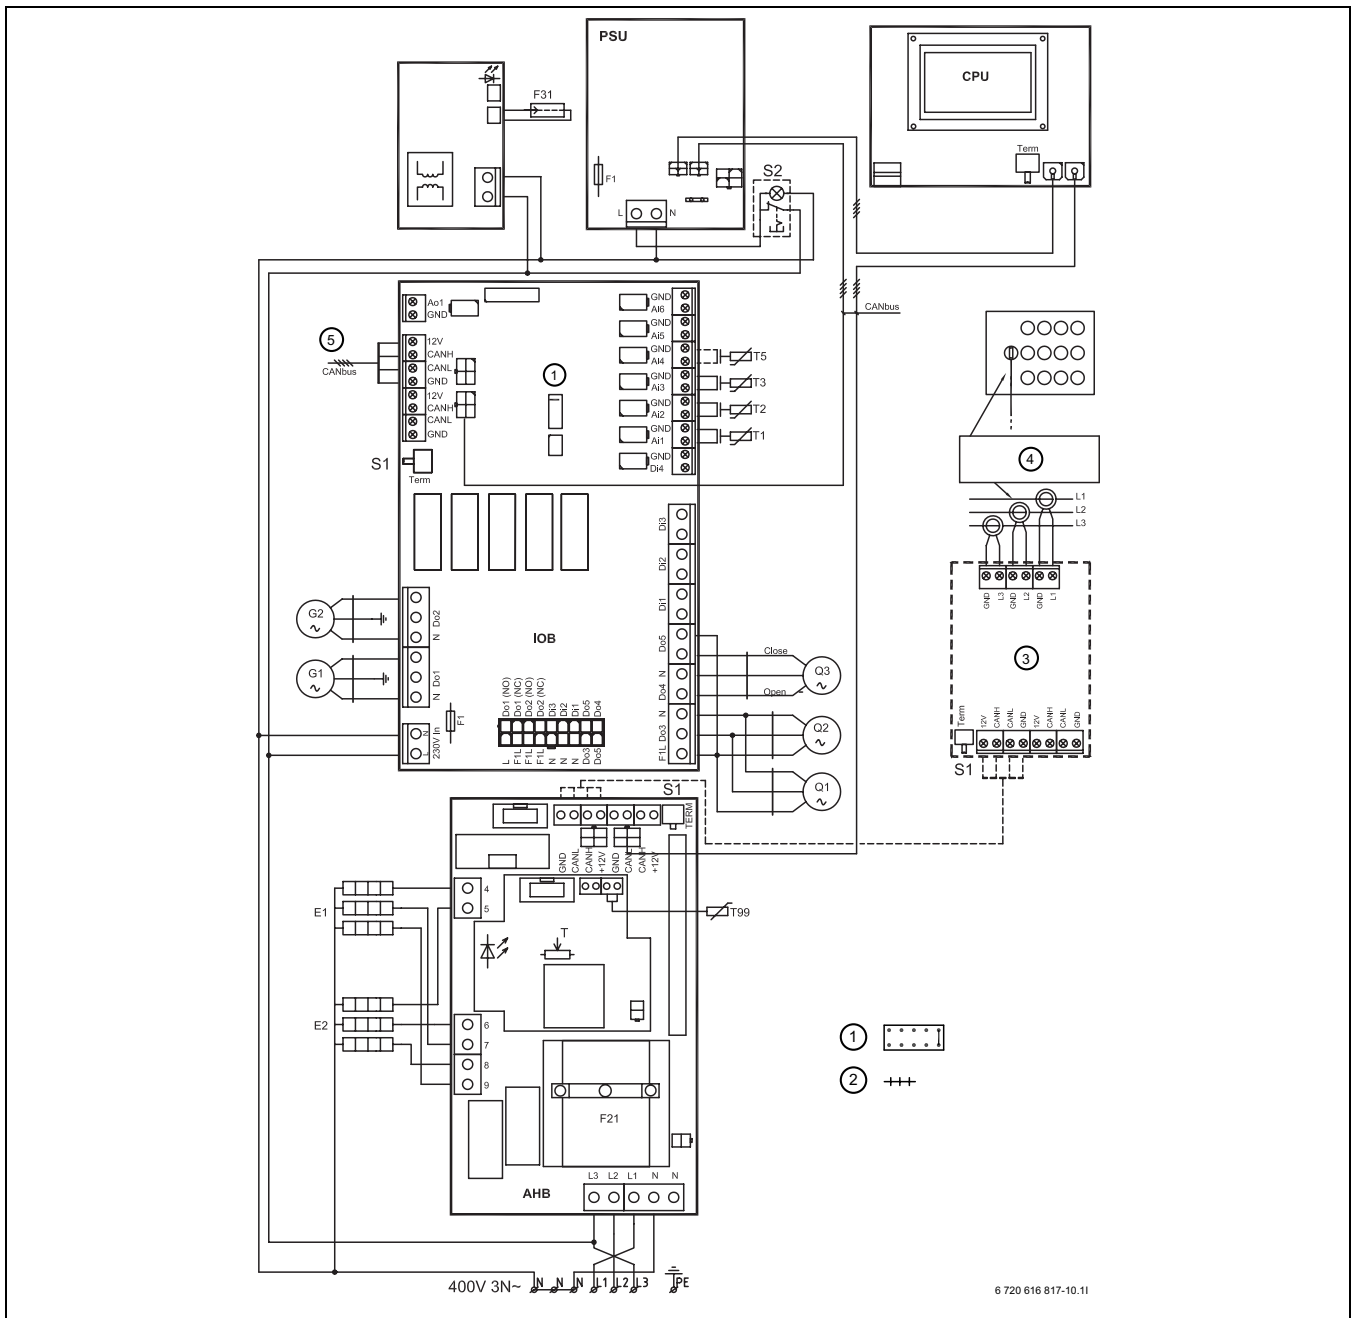 PSU
CPU
F31
Term
F1
S2
L
N
CANbus
Ao1
GND
GND
AI6
GND
Ai5
GND
AI4
GND
Ai3
GND
Ai2
GND
Ai1
GND
Di4
5
CANbus
12V
CANH
CANL
GND
12V
CANH
CANL
GND
1
T5
T3
T2
T1
S1
Term
4
L1
L2
L3
GND
L3
GND
L2
GND
L1
3
Term
12V
CANH
CANL
GND
12V
CANH
CANL
GND
S1
Di3
Di2
Di1
Do5
N
Do4
N
Do3
F1L
G2
Do2
N
G1
Do1
N
IOB
Close
Q3
Open
Q2
Q1
F1
N
L
230V In
Do1 (NO)
Do1 (NC)
Do2 (NO)
Do2 (NC)
Di3
Di2
Di1
Do5
Do4
L
F1L
F1L
F1L
N
N
N
Do3
Do5
S1
TERM
GND
CANL
CANH
+12V
GND
CANL
CANH
+12V
E1
4
5
T99
T
E2
6
7
8
9
F21
1
2
L3
L2
L1
N
N
AHB
400V 3N~
N
N
N
L1
L2
L3
PE
6 720 616 817-10.1I